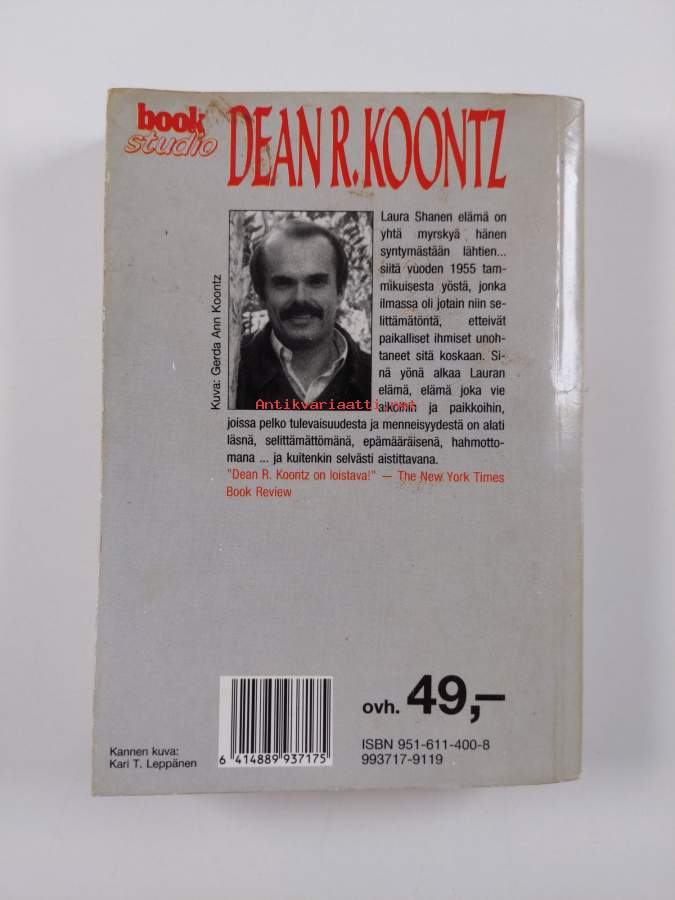 book
studio
DEAN R. KOONTZ
Laura Shanen elämä on
yhtä myrskyä hänen
syntymästään lähtien...
siitä vuoden 1955 tam-
mikuisesta yöstä, jonka
ilmassa oli jotain niin se-
littämätöntä, etteivät
paikalliset ihmiset unoh-
taneet sitä koskaan. Si-
nä yönä alkaa Lauran
elämä, elämä joka vie
aikoihin ja paikkoihin,
joissa pelko tulevaisuudesta ja menneisyydestä on alati
läsnä, selittämättömänä, epämääräisenä, hahmotto-
mana ... ja kuitenkin selvästi aistittavana.
"Dean R. Koontz on loistava!" — The New York Times
Book Review
Kuva: Gerda Ann Koontz
Antikvariaatti.net
ovh. 49,–
ISBN 951-611-400-8
993717-9119
6 414889 937175
Kannen kuva:
Kari T. Leppänen